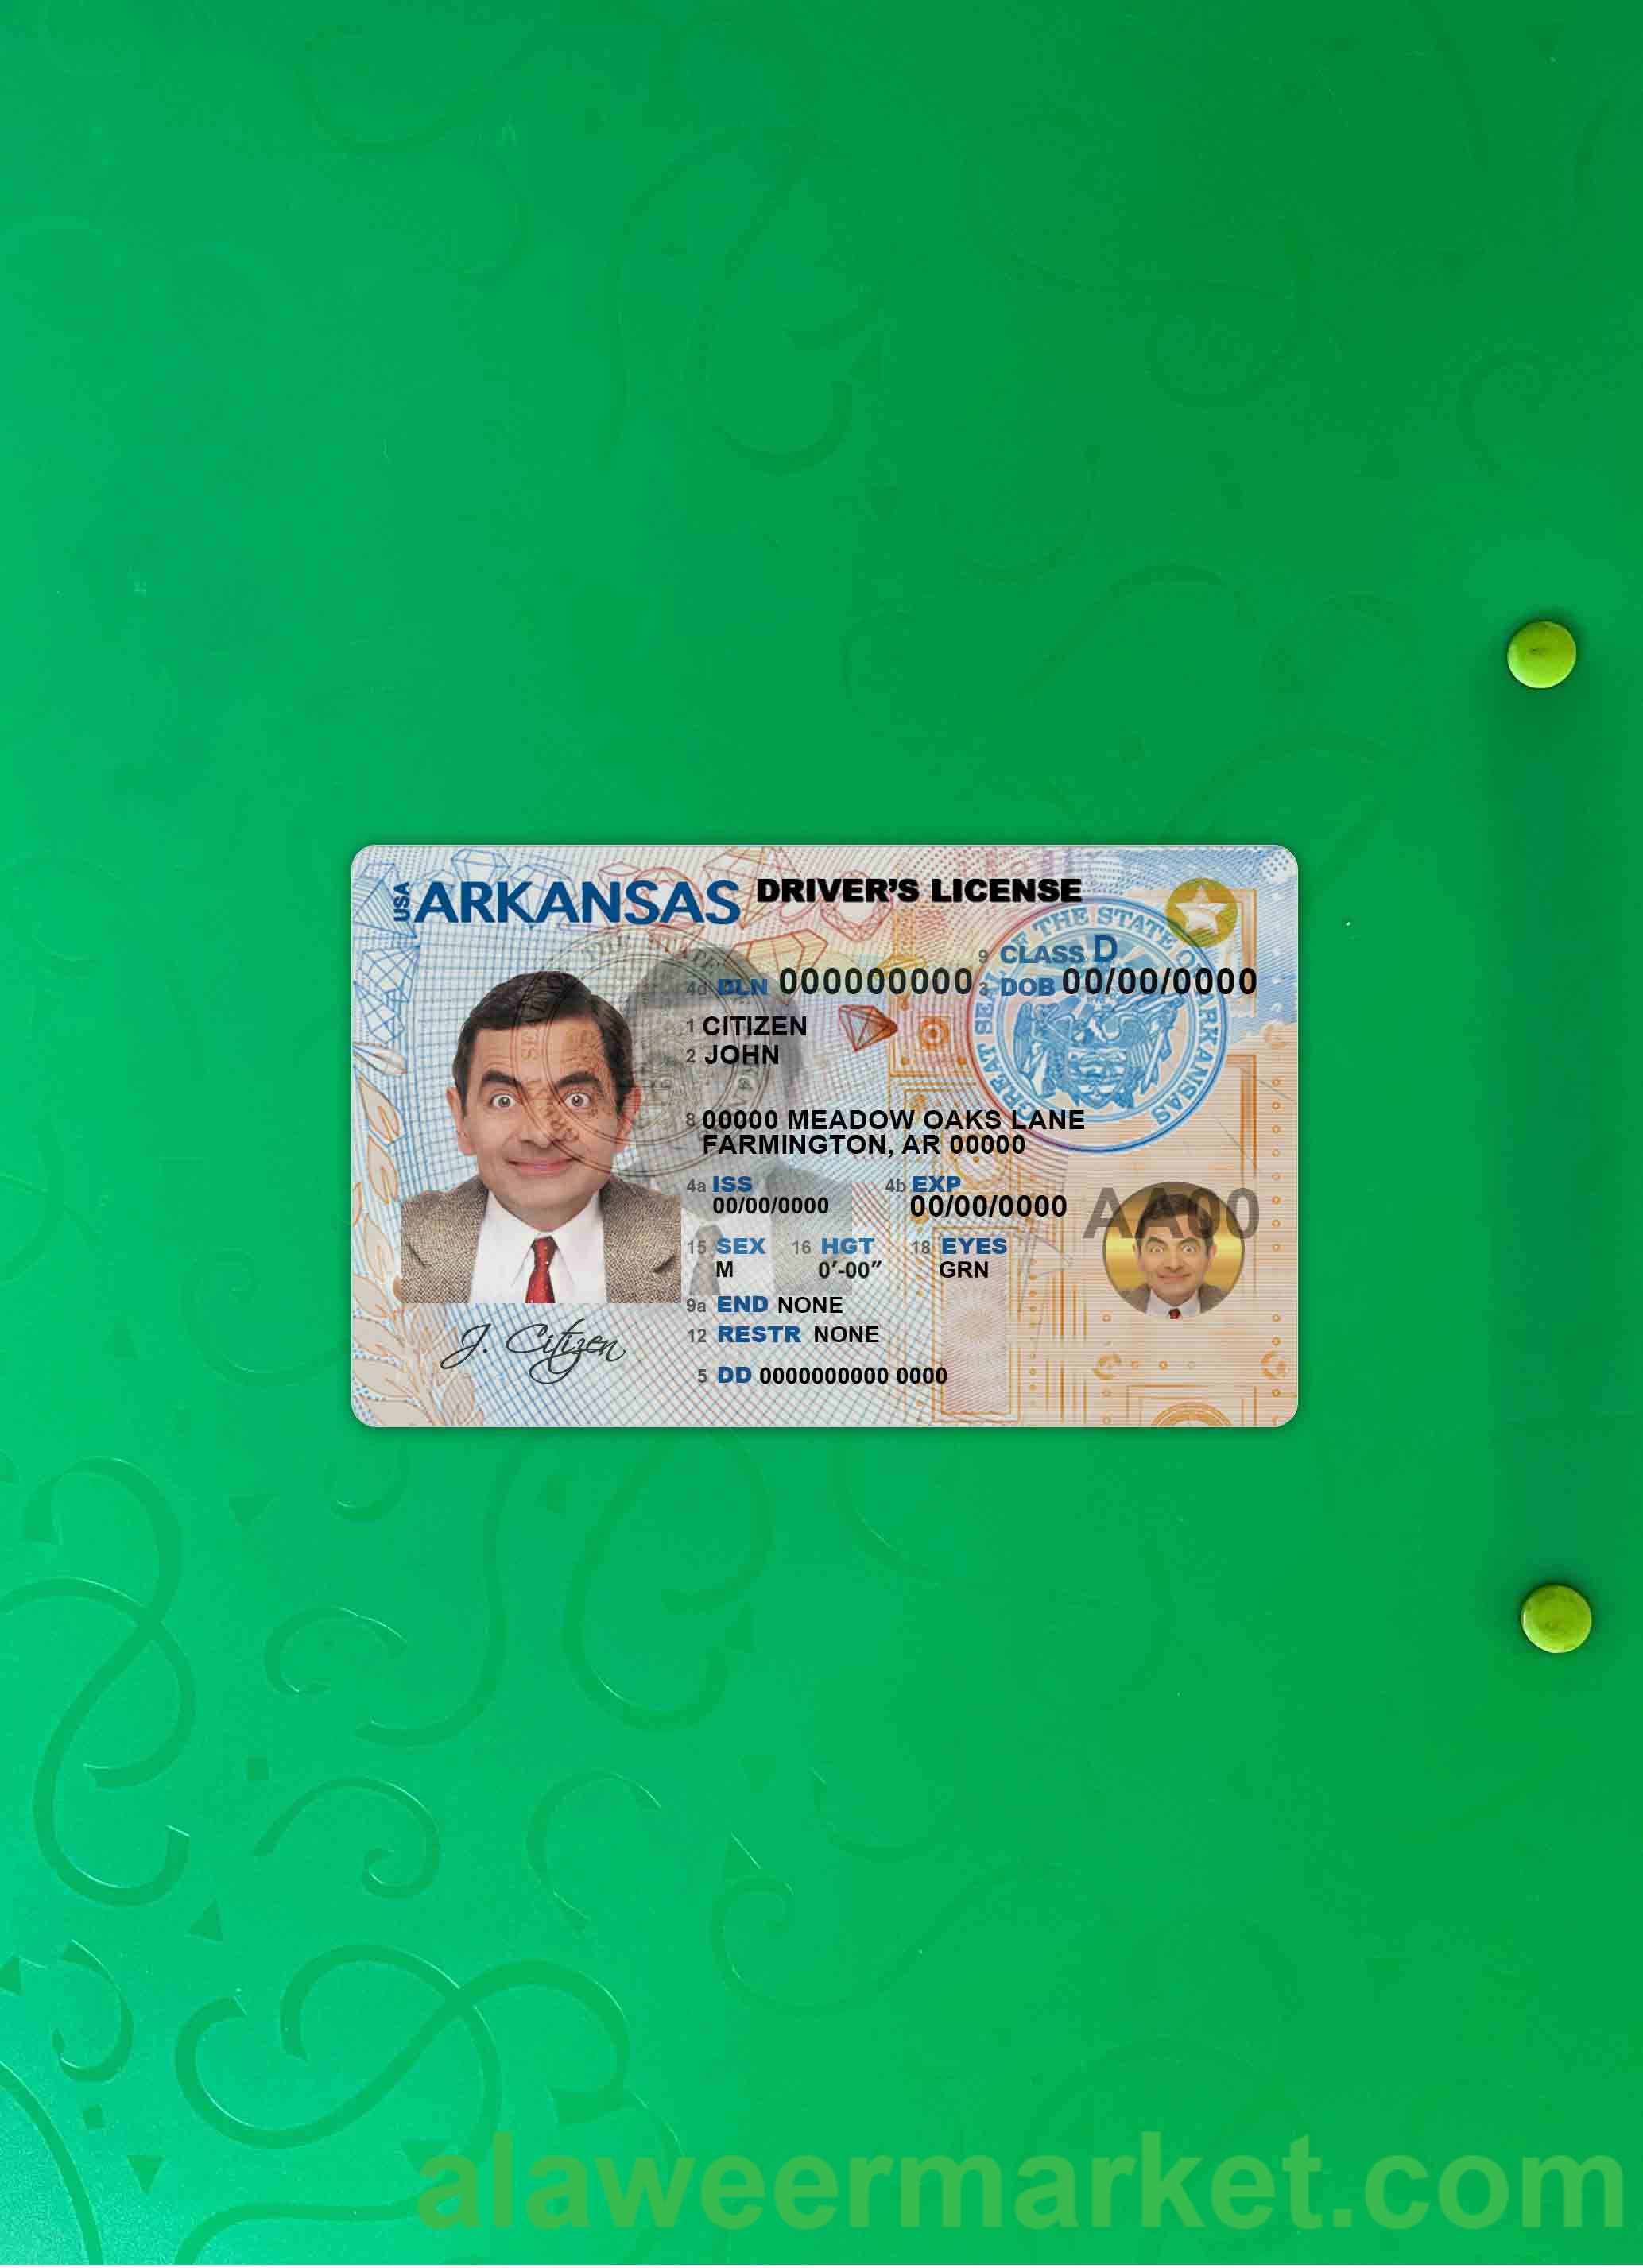 USA ARKANSAS DRIVER'S LICENSE
9 CLASS D
4d DLN 000000000 3 DOB 00/00/0000
1 CITIZEN
2 JOHN
8 00000 MEADOW OAKS LANE
FARMINGTON, AR 00000
4a ISS 4b EXP
00/00/0000 00/00/0000
AA00
15 SEX 16 HGT 18 EYES
M 0'-00" GRN
9a END NONE
12 RESTR NONE
5 DD 0000000000 0000
J. Citizen
GREAT SEAL OF THE STATE OF ARKANSAS
THE STATE
alaweermarket.com